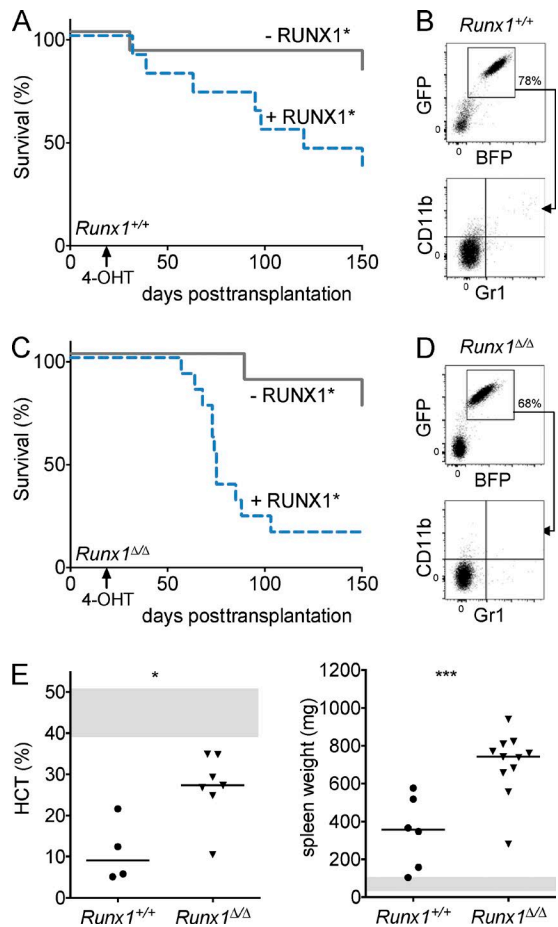 A
Survival (%)
100
50
0
- RUNX1*
+ RUNX1*
Runx1+/+
0 50 100 150
4-OHT
days posttransplantation
B
Runx1+/+
GFP
0
78%
0
BFP
CD11b
0
0
Gr1
C
Survival (%)
100
50
0
- RUNX1*
+ RUNX1*
Runx1Δ/Δ
0 50 100 150
4-OHT
days posttransplantation
D
Runx1Δ/Δ
GFP
0
68%
0
BFP
CD11b
0
0
Gr1
E
HCT (%)
50
40
30
20
10
0
*
Runx1+/+ Runx1Δ/Δ
spleen weight (mg)
1200
1000
800
600
400
200
0
***
Runx1+/+ Runx1Δ/Δ